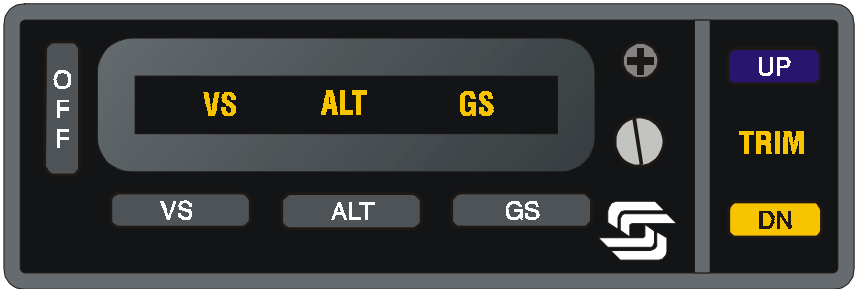 OFF
VS ALT GS
VS ALT GS
UP
TRIM
DN